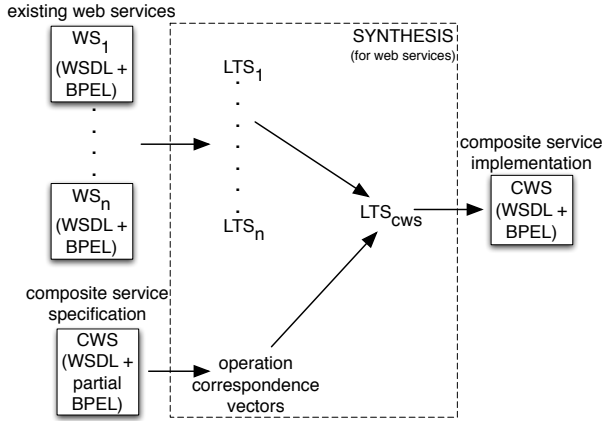 existing web services
WS1
(WSDL +
BPEL)
WSn
(WSDL +
BPEL)
composite service
specification
CWS
(WSDL +
partial
BPEL)
SYNTHESIS
(for web services)
LTS1
LTSn
operation
correspondence
vectors
LTScws
composite service
implementation
CWS
(WSDL +
BPEL)